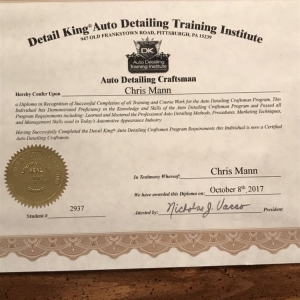 Detail King® Auto Detailing Training Institute
947 OLD FRANKSTOWN ROAD, PITTSBURGH, PA 15239
DK
Auto Detailing
Training Institute
Auto Detailing Craftsman
Hereby Confer Upon
Chris Mann
a Diploma in Recognition of Successful Completion of all Training and Course Work for the Auto Detailing Craftsman Program. This
Individual has Demonstrated Proficiency in the Knowledge and Skills of the Auto Detailing Craftsman Program and Passed all
Program Requirements including: Learned and Mastered the Professional Auto Detailing Methods, Procedures, Marketing Techniques,
and Management Skills used in Today's Automotive Appearance Industry.
Having Successfully Completed the Detail King® Auto Detailing Craftsman Program Requirements this Individual is now a Certified
Auto Detailing Craftsman.
In Testimony Whereof:
Chris Mann
We have awarded this Diploma on:
October 8th, 2017
Student #
2937
Attested by:
Nicholas J. Vacco
President